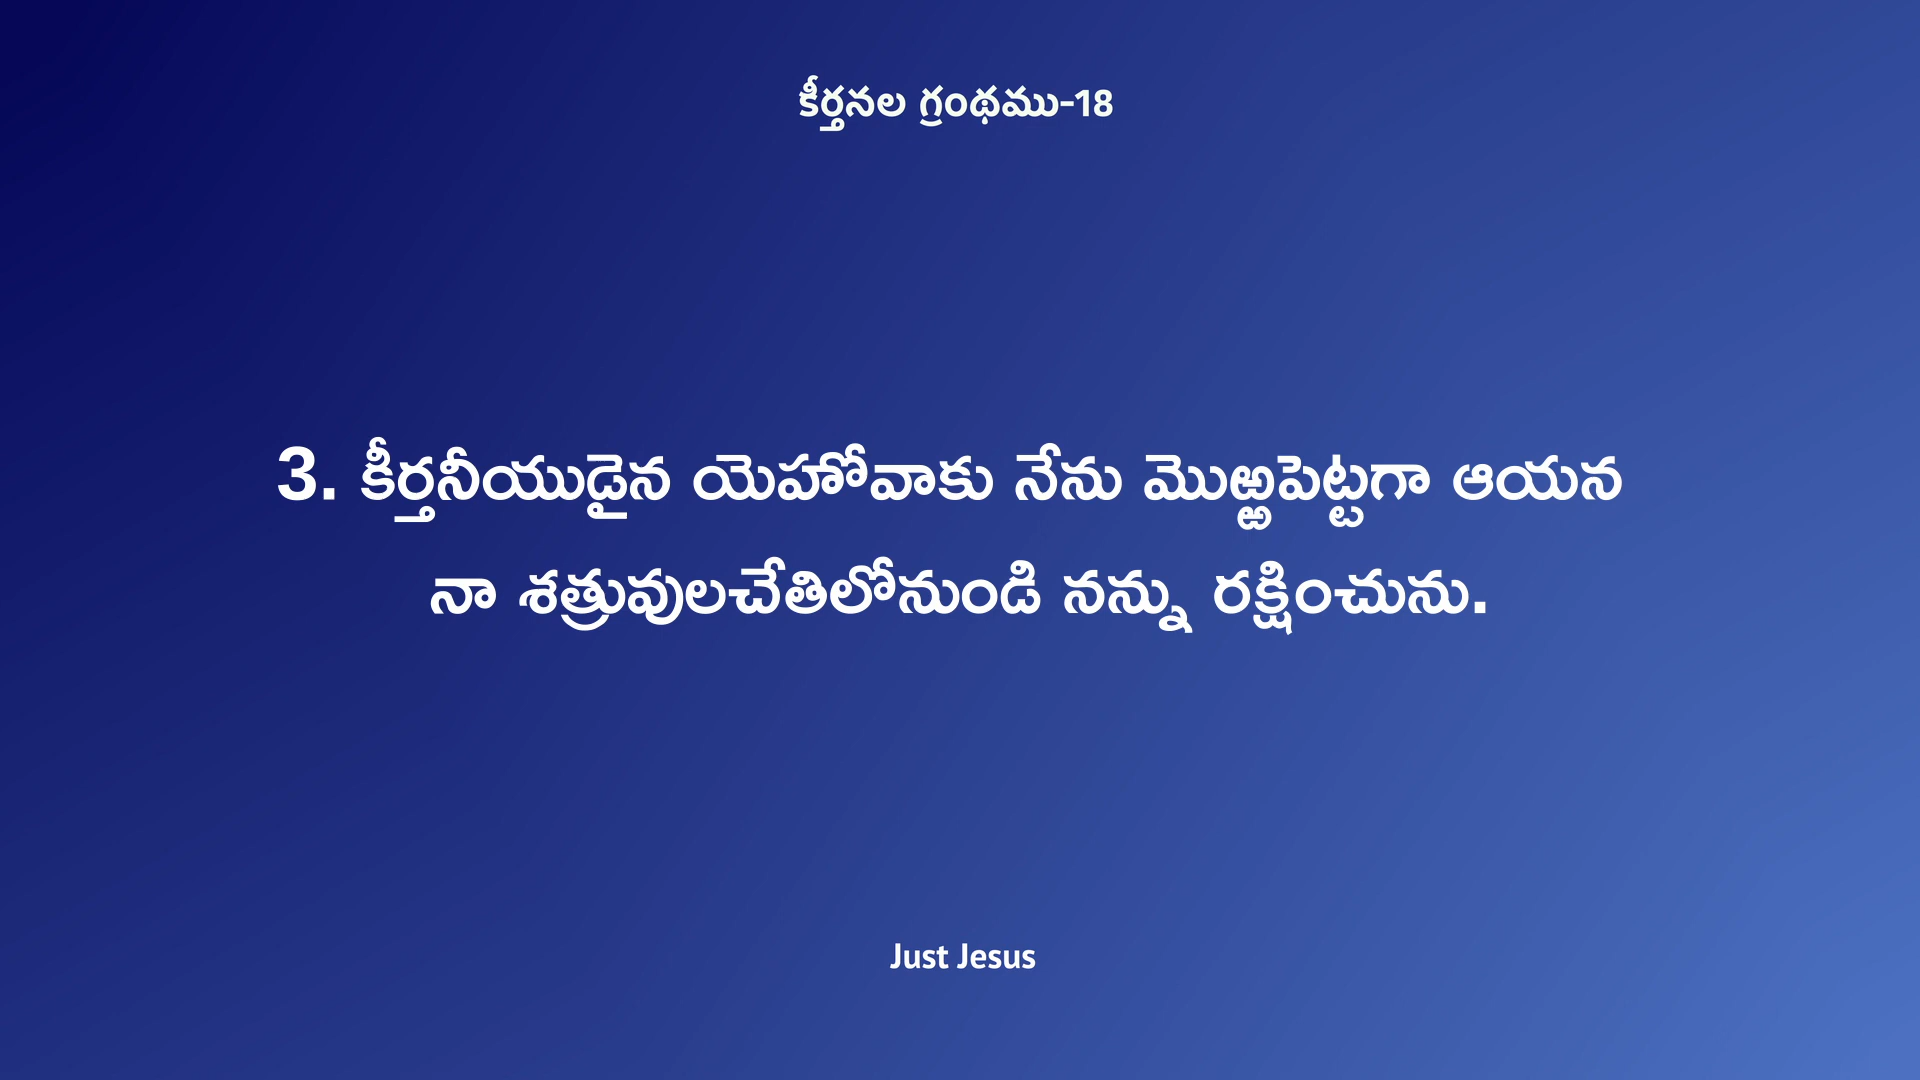 కీర్తనల గ్రంథము-18
3. కీర్తనీయుడైన యెహోవాకు నేను మొఱ్ఱపెట్టగా ఆయన
నా శత్రువులచేతిలోనుండి నన్ను రక్షించును.
Just Jesus